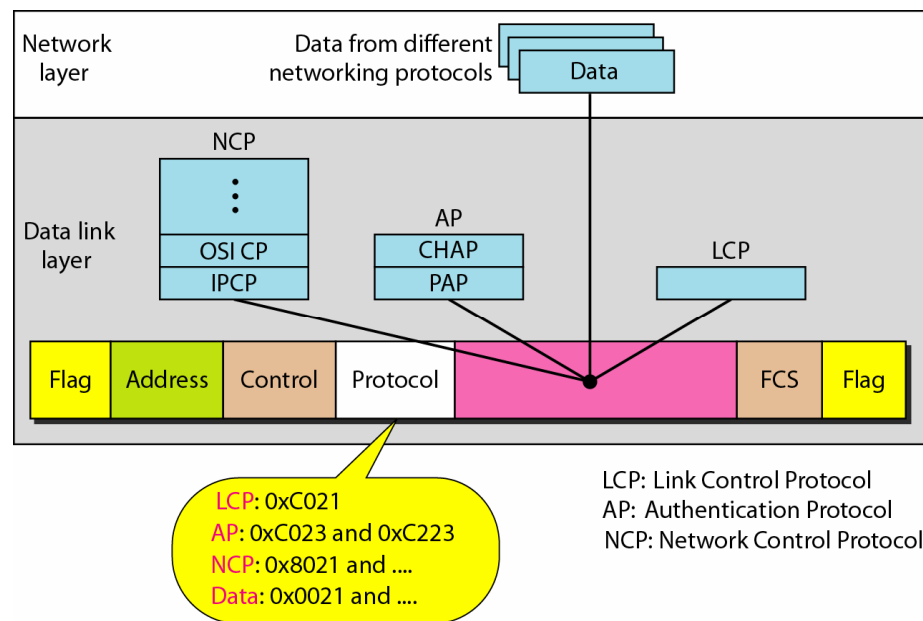 Network
layer
Data from different
networking protocols
Data
NCP
Data link
layer
OSI CP
IPCP
AP
CHAP
PAP
LCP
Flag
Address
Control
Protocol
FCS
Flag
LCP: 0xC021
AP: 0xC023 and 0xC223
NCP: 0x8021 and ....
Data: 0x0021 and ....
LCP: Link Control Protocol
AP: Authentication Protocol
NCP: Network Control Protocol